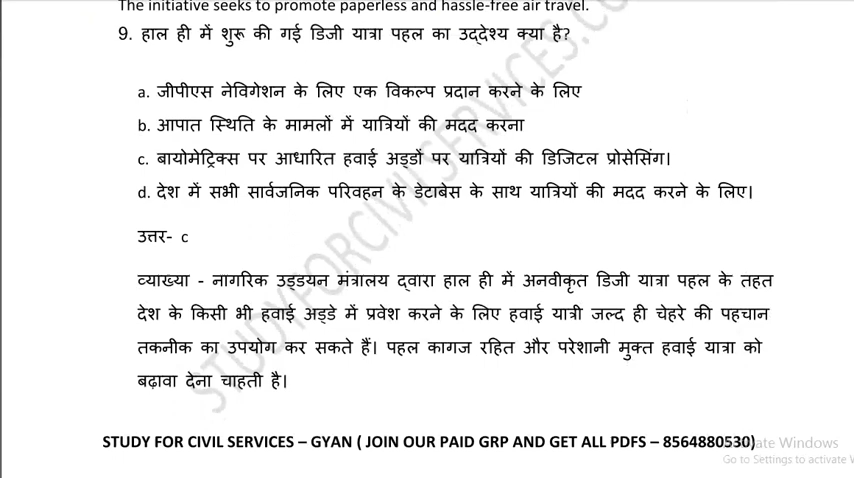 The initiative seeks to promote paperless and hassle-free air travel.
9. हाल ही में शुरू की गई डिजी यात्रा पहल का उद्देश्य क्या है?
a. जीपीएस नेविगेशन के लिए एक विकल्प प्रदान करने के लिए
b. आपात स्थिति के मामलों में यात्रियों की मदद करना
c. बायोमेट्रिक्स पर आधारित हवाई अड्डों पर यात्रियों की डिजिटल प्रोसेसिंग।
d. देश में सभी सार्वजनिक परिवहन के डेटाबेस के साथ यात्रियों की मदद करने के लिए।
उत्तर- c
व्याख्या - नागरिक उड्डयन मंत्रालय द्वारा हाल ही में अनवीकृत डिजी यात्रा पहल के तहत
देश के किसी भी हवाई अड्डे में प्रवेश करने के लिए हवाई यात्री जल्द ही चेहरे की पहचान
तकनीक का उपयोग कर सकते हैं। पहल कागज रहित और परेशानी मुक्त हवाई यात्रा को
बढ़ावा देना चाहती है।
STUDYFORCIVILSERVICES.CO
STUDY FOR CIVIL SERVICES – GYAN ( JOIN OUR PAID GRP AND GET ALL PDFS – 8564880530)
ate Windows
Go to Settings to activate